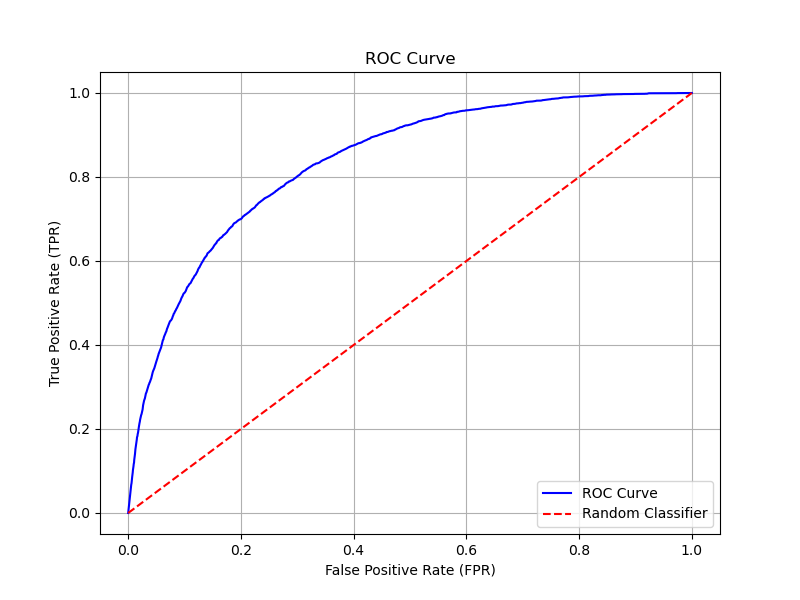 ROC Curve
1.0
0.8
0.6
0.4
0.2
0.0
True Positive Rate (TPR)
ROC Curve
Random Classifier
0.0 0.2 0.4 0.6 0.8 1.0
False Positive Rate (FPR)